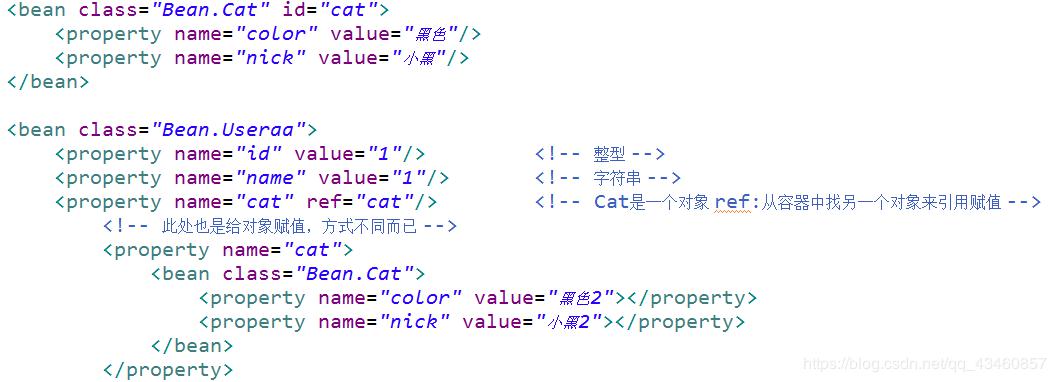 <bean class="Bean.Cat" id="cat">
<property name="color" value="黑色"/>
<property name="nick" value="小黑"/>
</bean>
<bean class="Bean.Useraa">
<property name="id" value="1"/> <!-- 整型 -->
<property name="name" value="1"/> <!-- 字符串 -->
<property name="cat" ref="cat"/> <!-- Cat是一个对象 ref:从容器中找另一个对象来引用赋值 -->
<!-- 此处也是给对象赋值，方式不同而已 -->
<property name="cat">
<bean class="Bean.Cat">
<property name="color" value="黑色2"></property>
<property name="nick" value="小黑2"></property>
</bean>
</property>
https://blog.csdn.net/qq_43460857